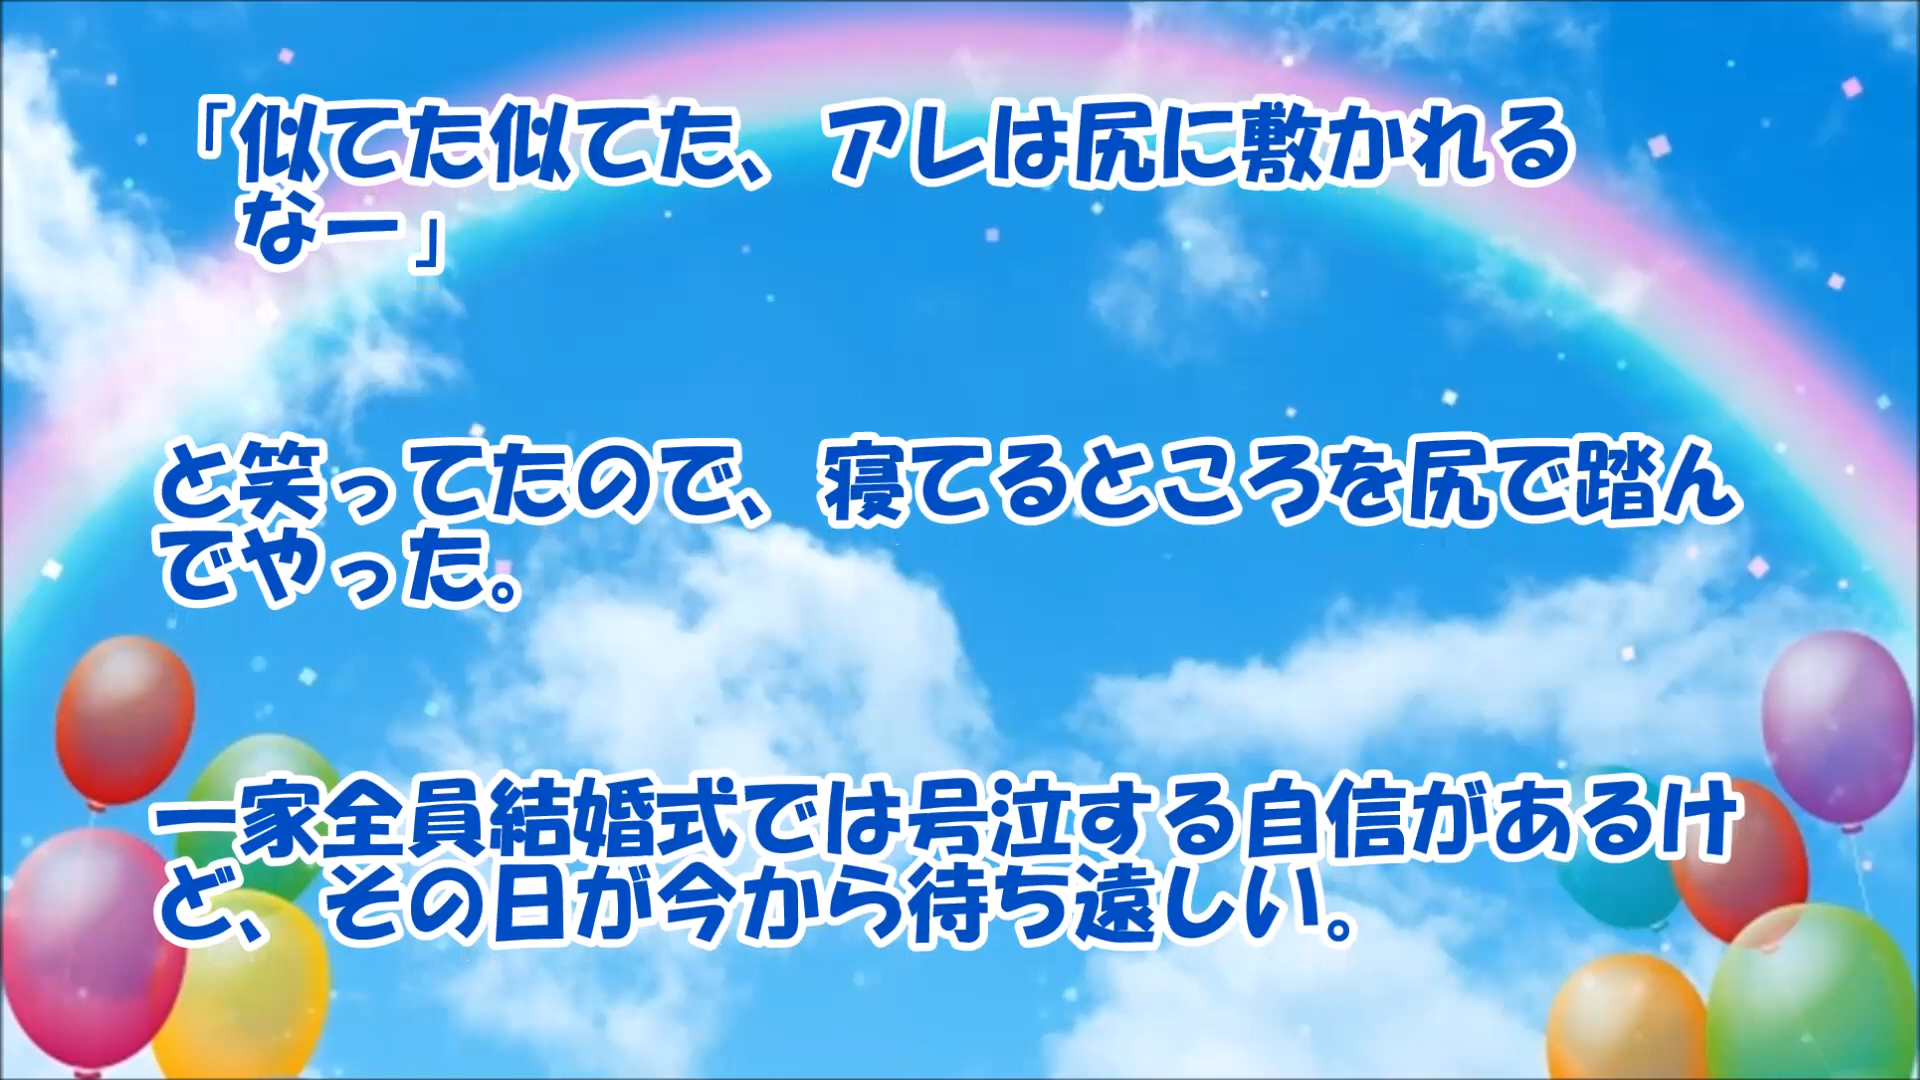 「似てた似てた、アレは尻に敷かれる
なー」
と笑ってたので、寝てるところを尻で踏ん
でやった。
一家全員結婚式では号泣する自信があるけ
ど、その日が今から待ち遠しい。